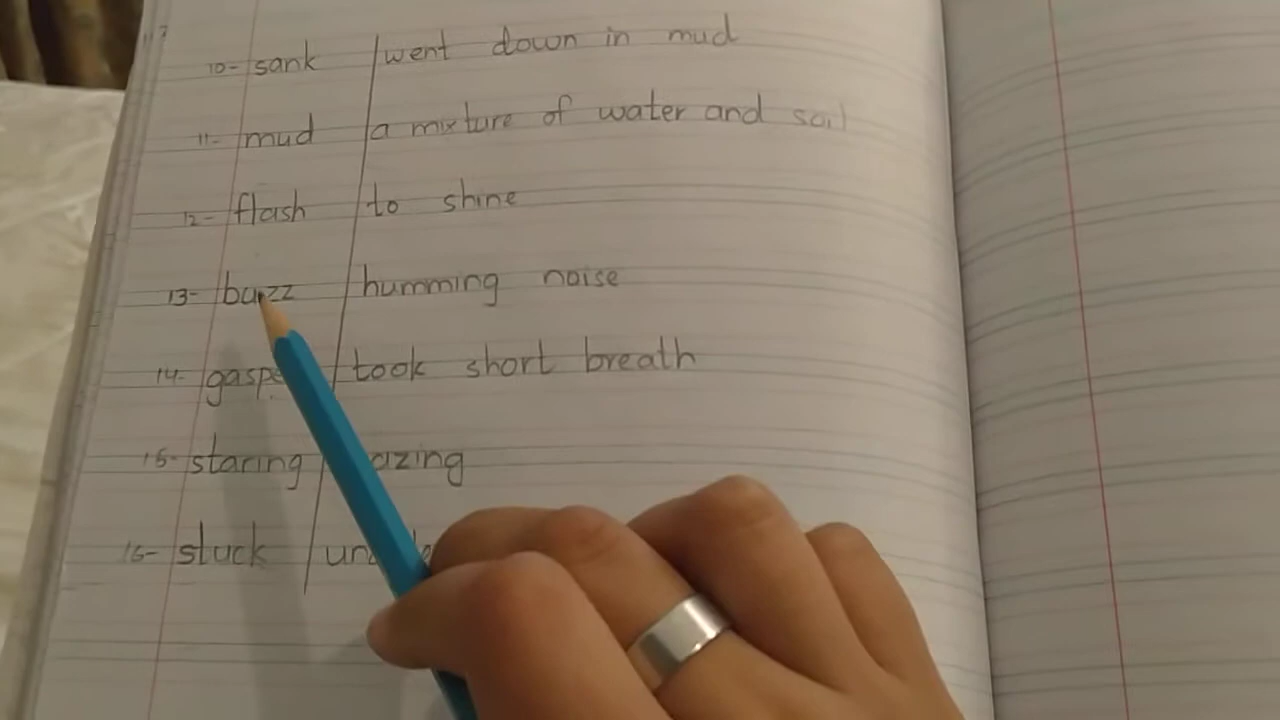 10- sank went down in mud
11- mud a mixture of water and soil
12- flash to shine
13- buzz humming noise
14- took short breath
15- staring
16- stuck